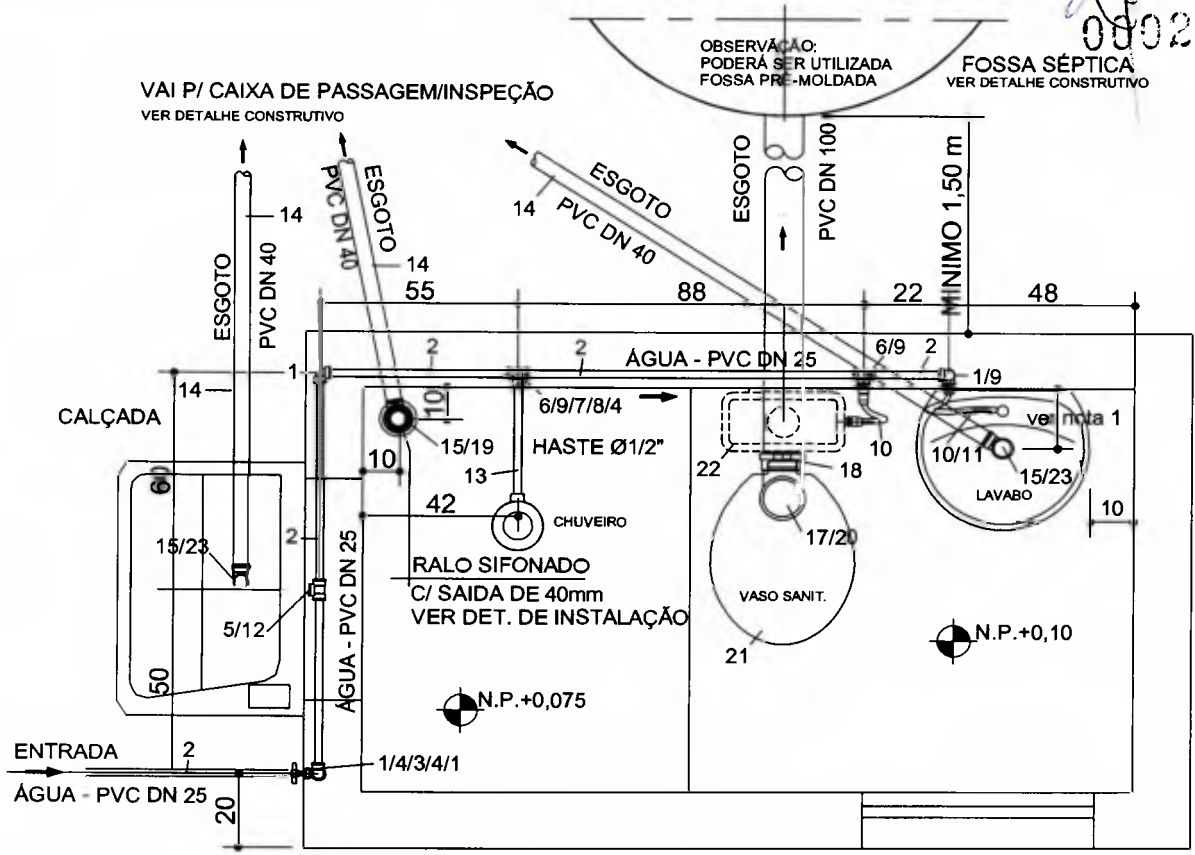 0002
OBSERVAÇÃO:
PODERÁ SER UTILIZADA
FOSSA PRÉ-MOLDADA
FOSSA SÉPTICA
VER DETALHE CONSTRUTIVO
VAI P/ CAIXA DE PASSAGEM/INSPEÇÃO
VER DETALHE CONSTRUTIVO
14
ESGOTO
PVC DN 40
ESGOTO
PVC DN 40
14
ESGOTO
PVC DN 40
14
ESGOTO
PVC DN 100
MINIMO 1,50 m
55
88
22
48
2
2
ÁGUA - PVC DN 25
6/9
2
1
1/9
14
CALÇADA
10
15/19
6/9/7/8/4
HASTE Ø1/2"
10
13
42
CHUVEIRO
22
18
10
10/11
ver nota 1
15/23
LAVABO
10
17/20
60
15/23
2
ÁGUA - PVC DN 25
RALO SIFONADO
C/ SAIDA DE 40mm
VER DET. DE INSTALAÇÃO
VASO SANIT.
21
5/12
50
N.P.+0,075
N.P.+0,10
ENTRADA
2
ÁGUA - PVC DN 25
1/4/3/4/1
20